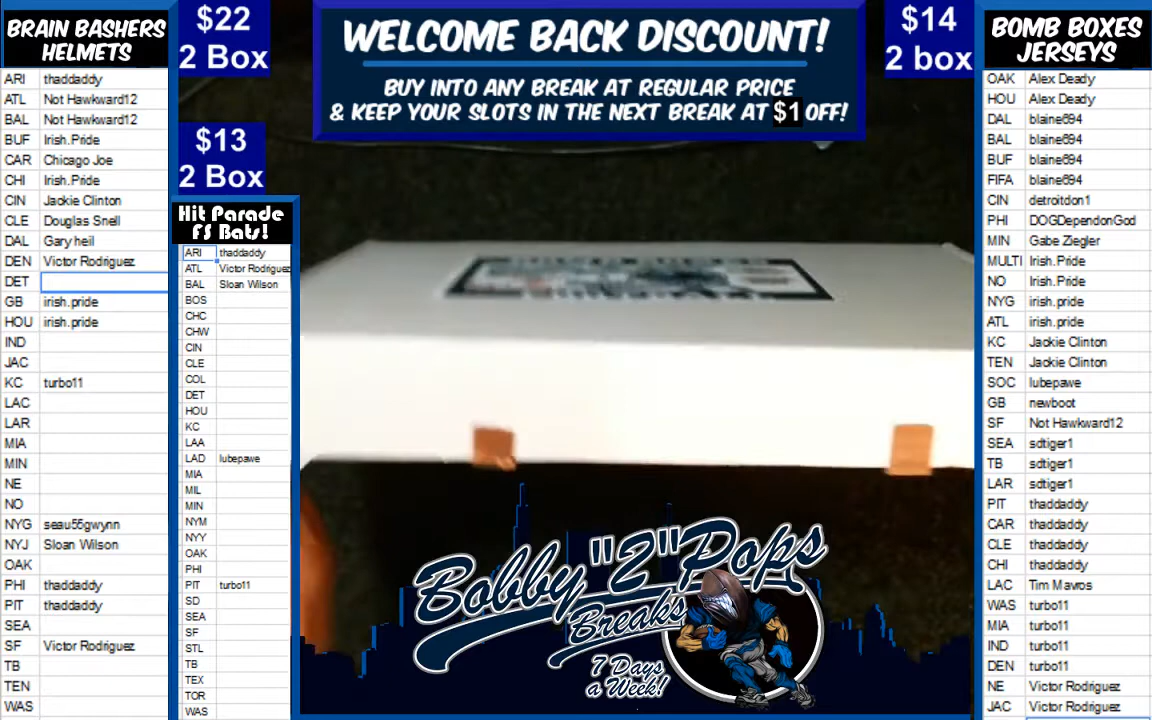 BRAIN BASHERS
HELMETS
ARI thaddaddy
ATL Not Hawkward12
BAL Not Hawkward12
BUF Irish.Pride
CAR Chicago Joe
CHI Irish.Pride
CIN Jackie Clinton
CLE Douglas Snell
DAL Gary heil
DEN Victor Rodriguez
DET
GB irish.pride
HOU irish.pride
IND
JAC
KC turbo11
LAC
LAR
MIA
MIN
NE
NO
NYG seau55gwynn
NYJ Sloan Wilson
OAK
PHI thaddaddy
PIT thaddaddy
SEA
SF Victor Rodriguez
TB
TEN
WAS
$22
2 Box
$13
2 Box
Hit Parade
FS Bats!
ARI thaddaddy
ATL Victor Rodriguez
BAL Sloan Wilson
BOS
CHC
CHW
CIN
CLE
COL
DET
HOU
KC
LAA
LAD lubepawe
MIA
MIL
MIN
NYM
NYY
OAK
PHI
PIT turbo11
SD
SEA
SF
STL
TB
TEX
TOR
WAS
WELCOME BACK DISCOUNT!
BUY INTO ANY BREAK AT REGULAR PRICE
& KEEP YOUR SLOTS IN THE NEXT BREAK AT $1 OFF!
Bobby "2" Pops
Breaks
7 Days
a Week!
$14
2 box
BOMB BOXES
JERSEYS
OAK Alex Deady
HOU Alex Deady
DAL blaine694
BAL blaine694
BUF blaine694
FIFA blaine694
CIN detroitdon1
PHI DOGDependonGod
MIN Gabe Ziegler
MULTI Irish.Pride
NO Irish.Pride
NYG irish.pride
ATL irish.pride
KC Jackie Clinton
TEN Jackie Clinton
SOC lubepawe
GB newboot
SF Not Hawkward12
SEA sdtiger1
TB sdtiger1
LAR sdtiger1
PIT thaddaddy
CAR thaddaddy
CLE thaddaddy
CHI thaddaddy
LAC Tim Mavros
WAS turbo11
MIA turbo11
IND turbo11
DEN turbo11
NE Victor Rodriguez
JAC Victor Rodriguez